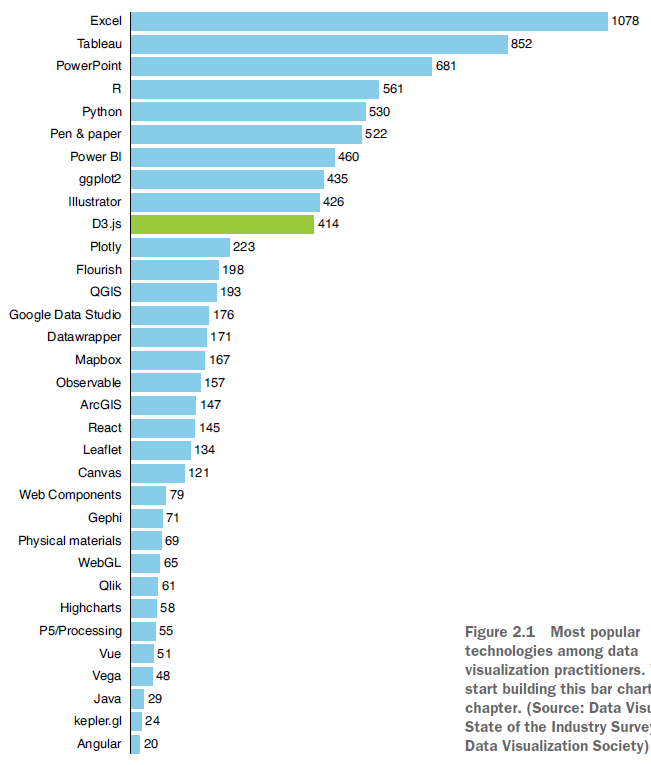 Excel 1078
Tableau 852
PowerPoint 681
R 561
Python 530
Pen & paper 522
Power BI 460
ggplot2 435
Illustrator 426
D3.js 414
Plotly 223
Flourish 198
QGIS 193
Google Data Studio 176
Datawrapper 171
Mapbox 167
Observable 157
ArcGIS 147
React 145
Leaflet 134
Canvas 121
Web Components 79
Gephi 71
Physical materials 69
WebGL 65
Qlik 61
Highcharts 58
P5/Processing 55
Vue 51
Vega 48
Java 29
kepler.gl 24
Angular 20
Figure 2.1 Most popular
technologies among data
visualization practitioners.
start building this bar chart
chapter. (Source: Data
State of the Industry Survey
Data Visualization Society)